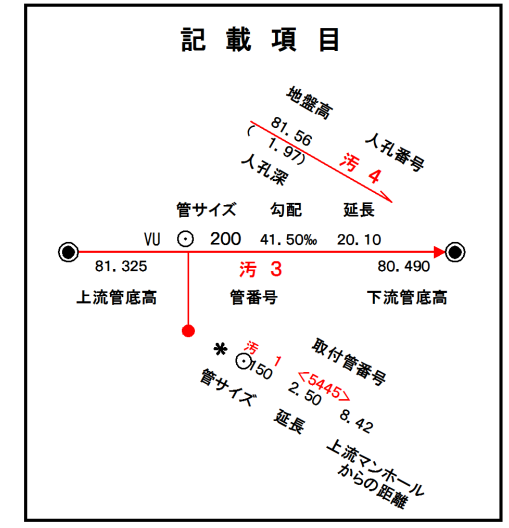 記載項目
地盤高
81.56
(1.97)
人孔深
汚 4
人孔番号
管サイズ 勾配 延長
VU 200 41.50‰ 20.10
81.325 汚 3 80.490
上流管底高 管番号 下流管底高
* 汚 1
150 <5445> 取付管番号
管サイズ 2.50 8.42
延長
上流マンホール
からの距離